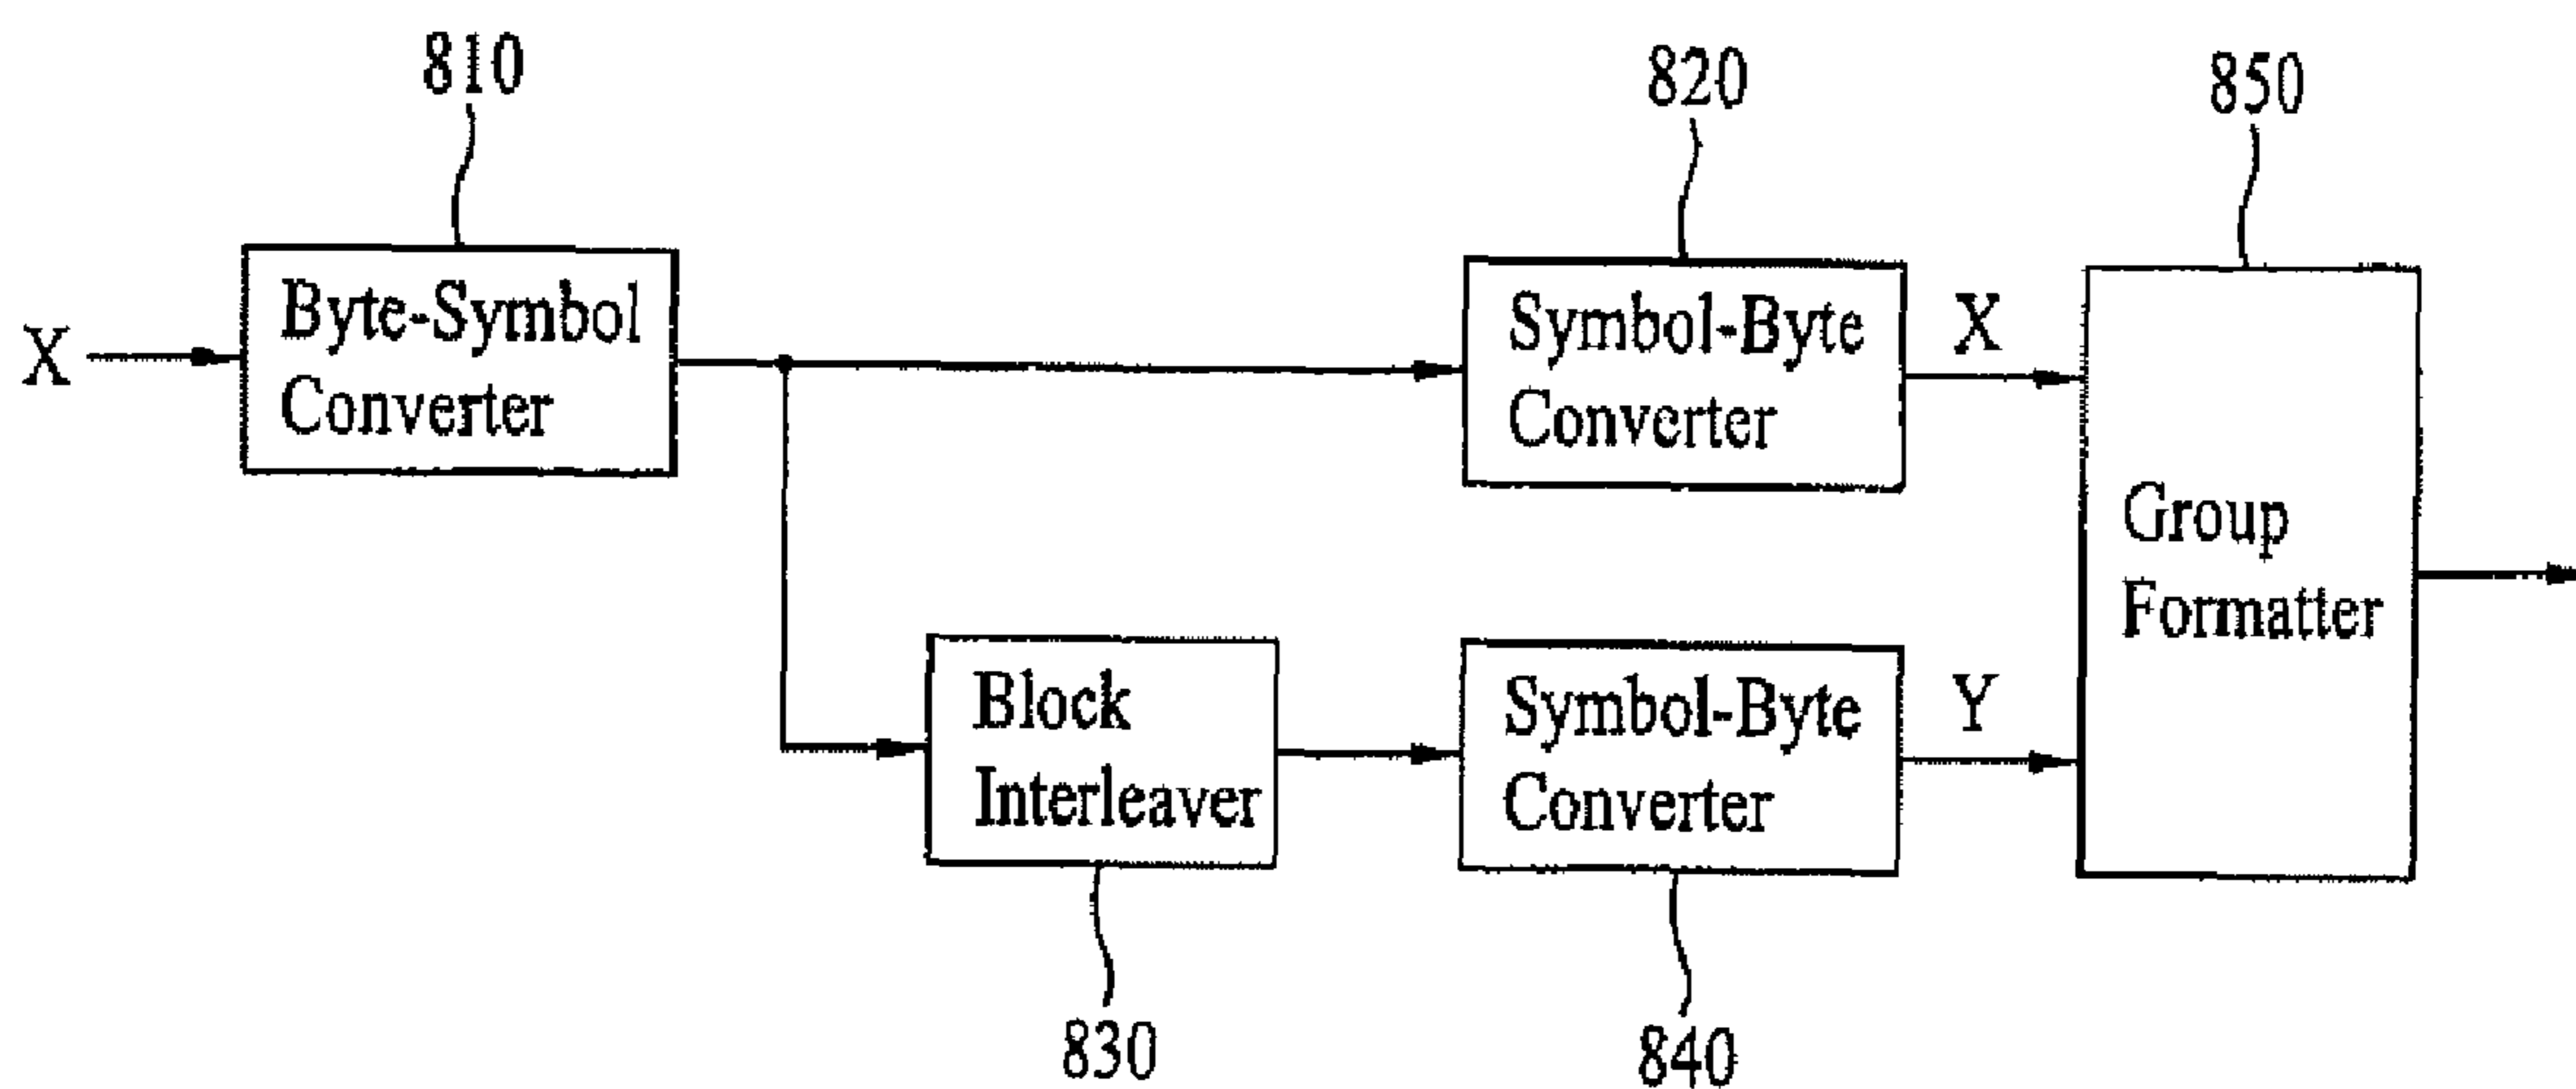 810
820
850
X
Byte-Symbol
Converter
Symbol-Byte
Converter
X
Group
Formatter
Block
Interleaver
Symbol-Byte
Converter
Y
830
840